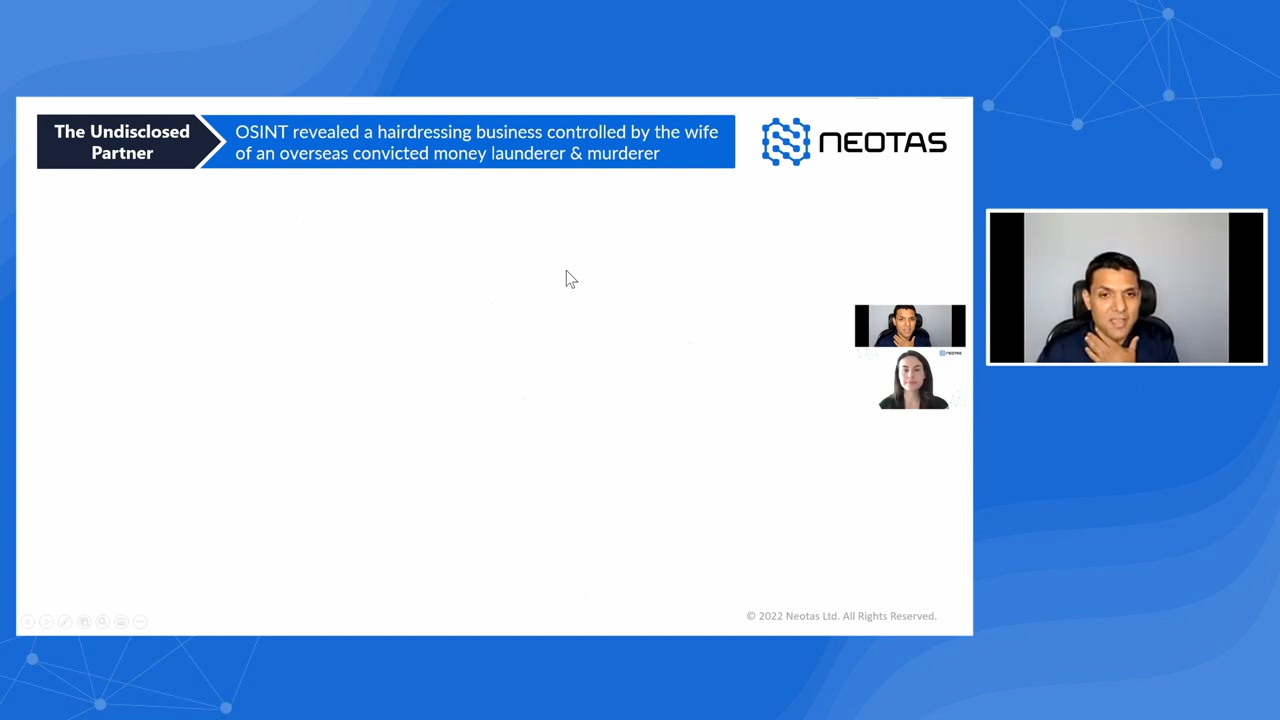 The Undisclosed
Partner
OSINT revealed a hairdressing business controlled by the wife
of an overseas convicted money launderer & murderer
NEOTAS
NEOTAS
© 2022 Neotas Ltd. All Rights Reserved.